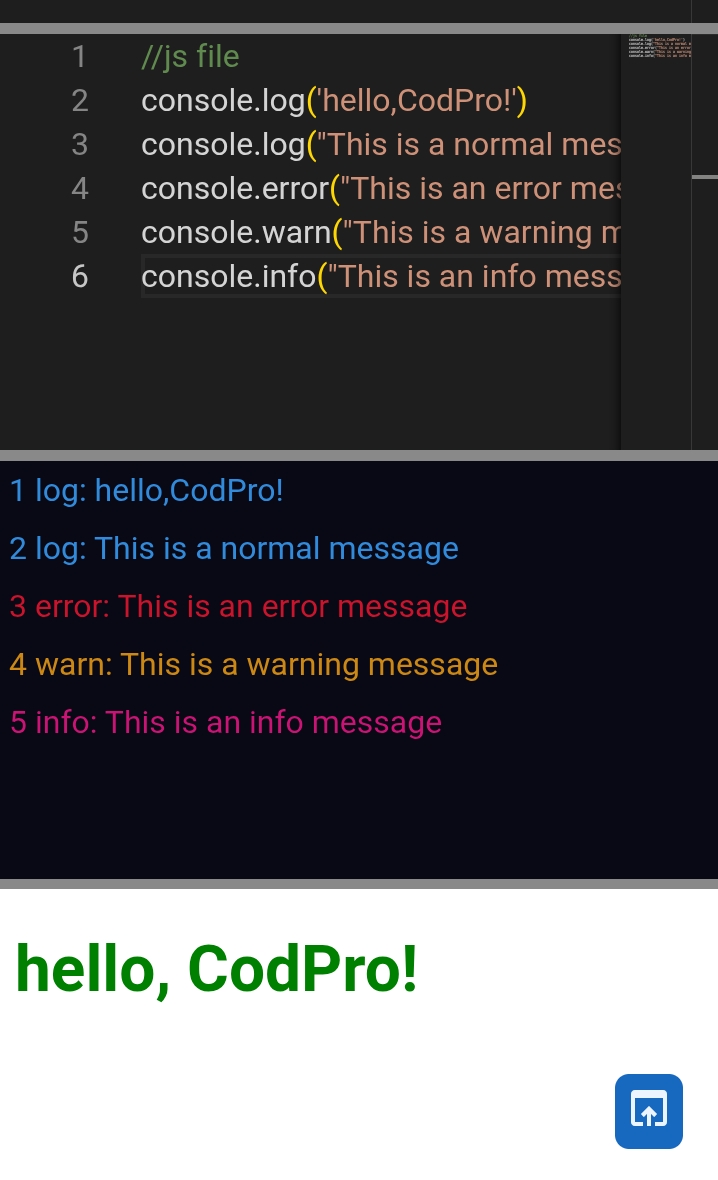 1 //js file
2 console.log('hello,CodPro!')
3 console.log("This is a normal mes
4 console.error("This is an error mes
5 console.warn("This is a warning m
6 console.info("This is an info mess
1 log: hello,CodPro!
2 log: This is a normal message
3 error: This is an error message
4 warn: This is a warning message
5 info: This is an info message
hello, CodPro!